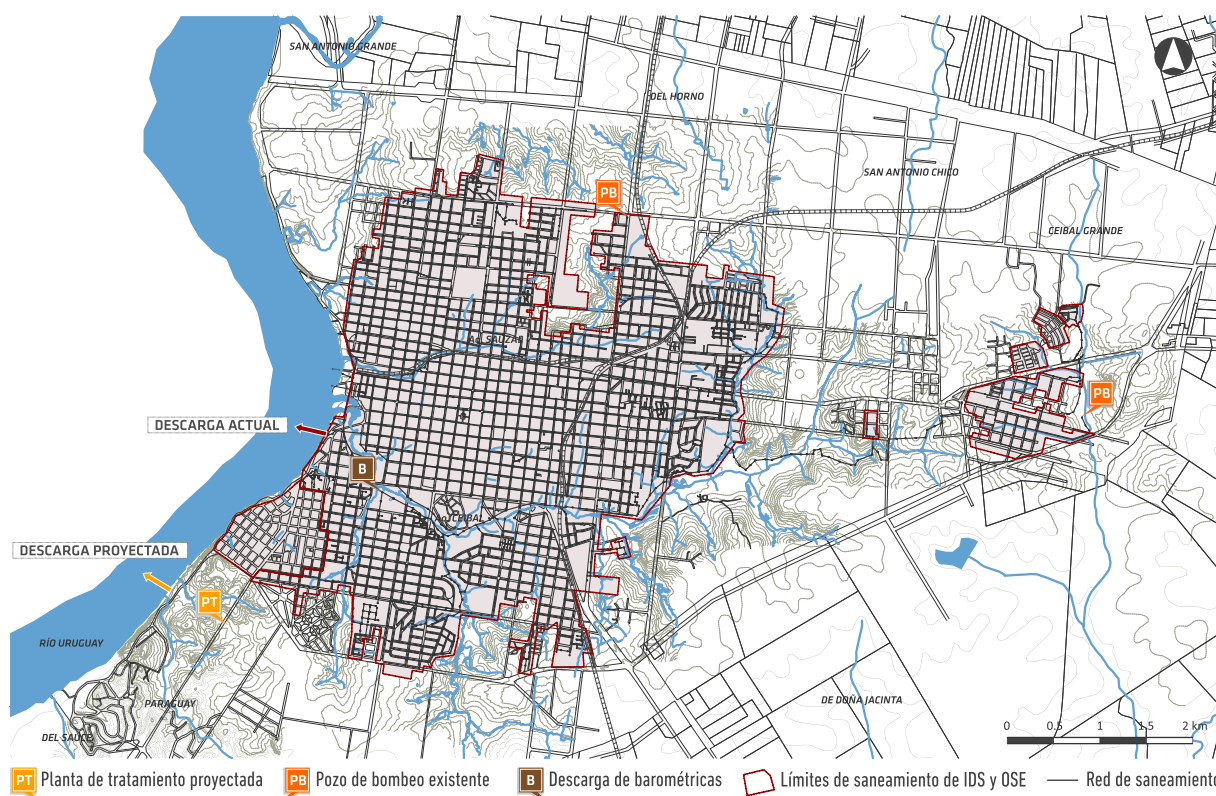 SAN ANTONIO GRANDE
DEL HORNO
SAN ANTONIO CHICO
PB
CEIBAL GRANDE
Aº. SAUZAL
PB
DESCARGA ACTUAL
B
CEIBAL
DESCARGA PROYECTADA
PT
RÍO URUGUAY
PARAGUAY
DE DOÑA JACINTA
DEL SAUCE
0 0.5 1 1.5 2 km
PT Planta de tratamiento proyectada
PB Pozo de bombeo existente
B Descarga de barométricas
Límites de saneamiento de IDS y OSE
Red de saneamiento